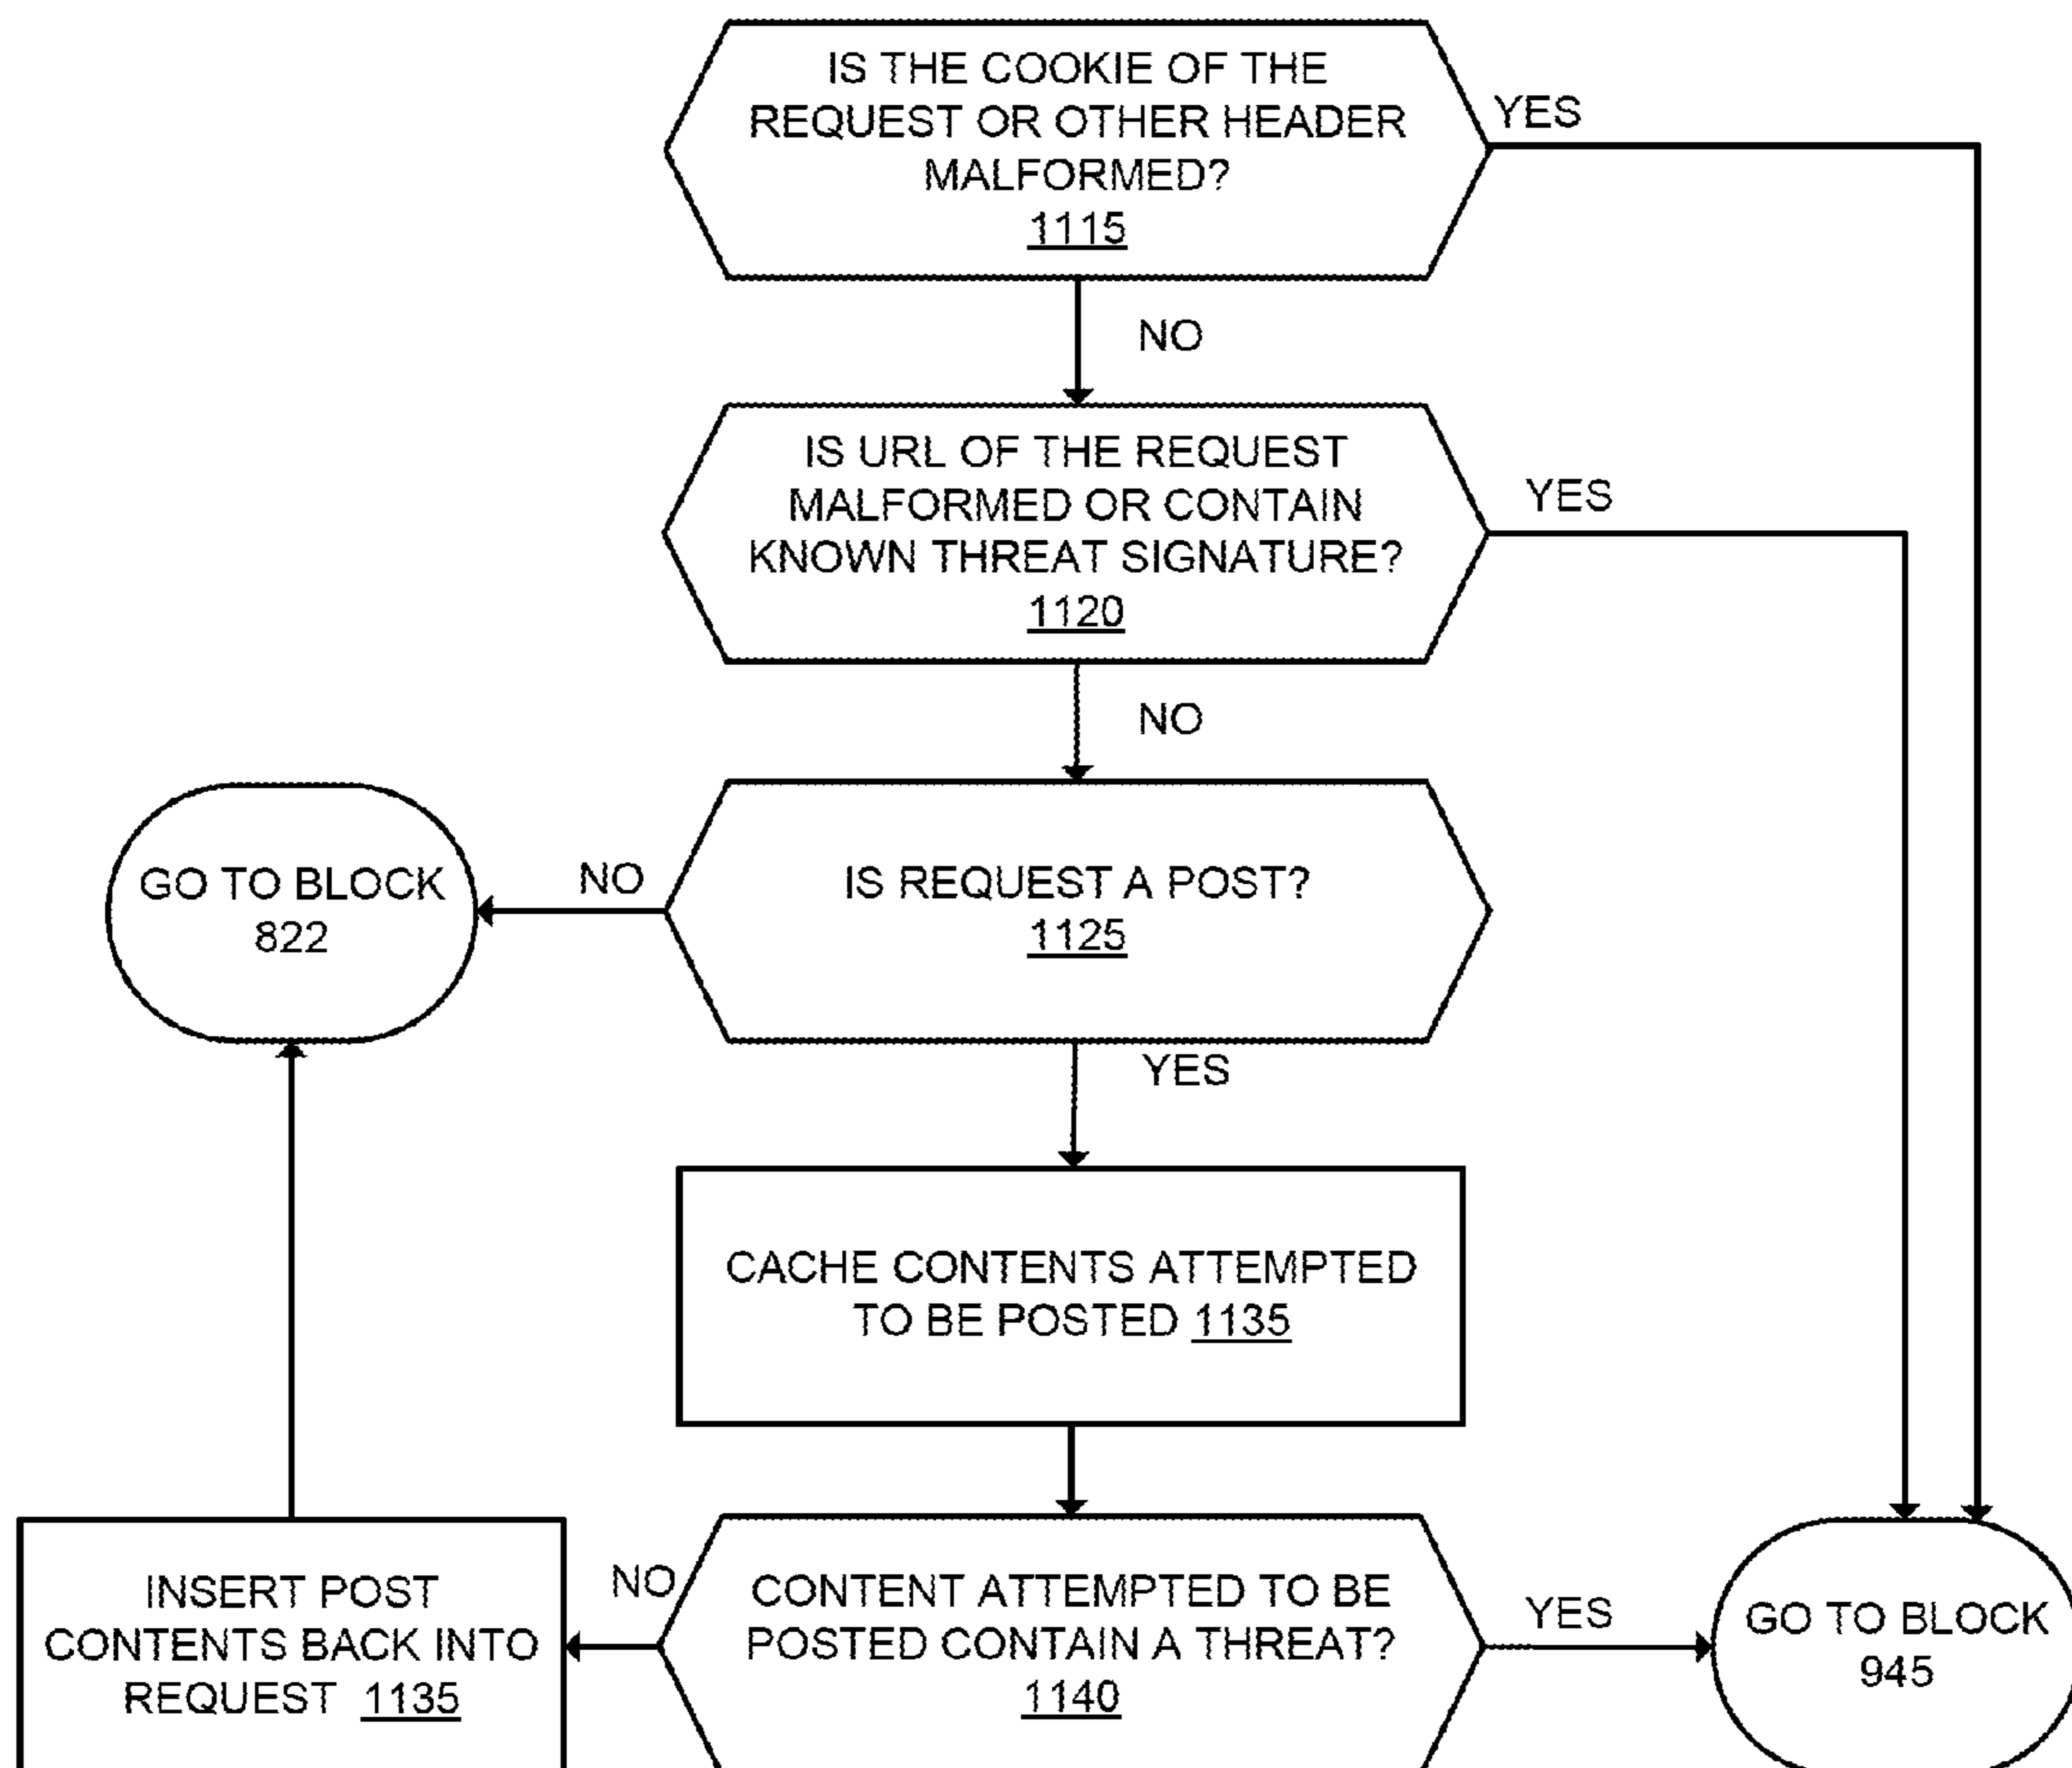 IS THE COOKIE OF THE
REQUEST OR OTHER HEADER
MALFORMED?
1115
YES
NO
IS URL OF THE REQUEST
MALFORMED OR CONTAIN
KNOWN THREAT SIGNATURE?
1120
YES
NO
IS REQUEST A POST?
1125
NO
GO TO BLOCK
822
YES
CACHE CONTENTS ATTEMPTED
TO BE POSTED 1135
CONTENT ATTEMPTED TO BE
POSTED CONTAIN A THREAT?
1140
NO
INSERT POST
CONTENTS BACK INTO
REQUEST 1135
YES
GO TO BLOCK
945